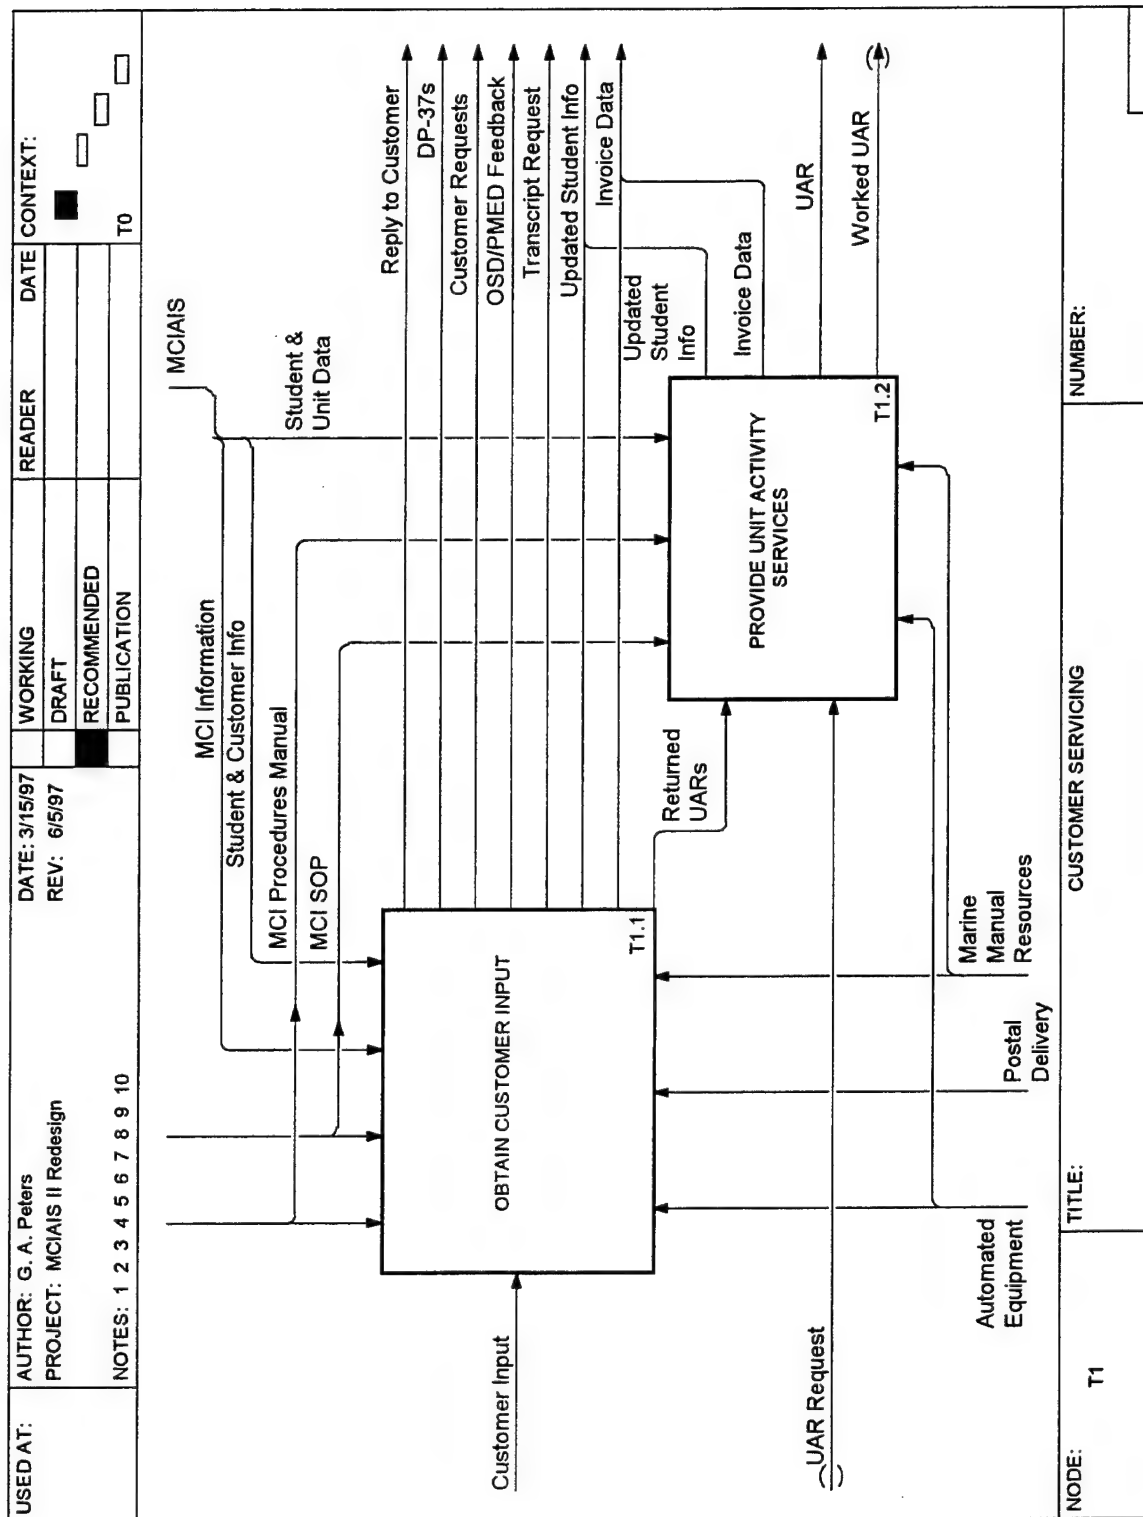 USED AT:
AUTHOR: G. A. Peters
PROJECT: MCIAIS II Redesign
NOTES: 1 2 3 4 5 6 7 8 9 10
DATE: 3/15/97
REV: 6/5/97
WORKING
DRAFT
RECOMMENDED
PUBLICATION
READER
DATE
CONTEXT:
T0
MCIAIS
MCI Information
Student & Customer Info
MCI Procedures Manual
MCI SOP
Student &
Unit Data
Reply to Customer
DP-37s
Customer Requests
OSD/PMED Feedback
Transcript Request
Updated Student Info
Invoice Data
Customer Input
OBTAIN CUSTOMER INPUT
T1.1
Returned
UARs
Updated
Student
Info
Invoice Data
UAR
Worked UAR
()
PROVIDE UNIT ACTIVITY
SERVICES
T1.2
()
UAR Request
Automated
Equipment
Postal
Delivery
Marine
Manual
Resources
NODE:
T1
TITLE:
CUSTOMER SERVICING
NUMBER: